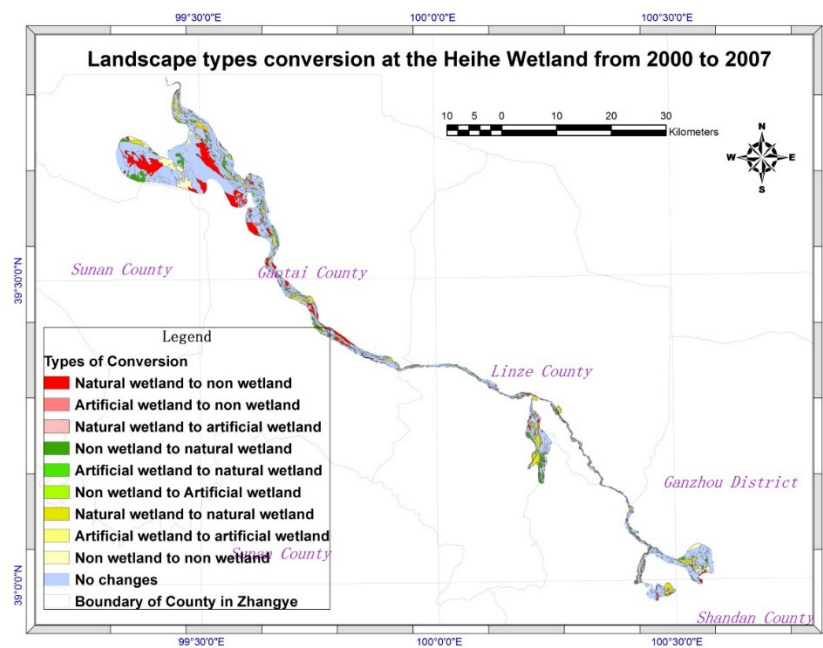 99°30'0"E 100°0'0"E 100°30'0"E
Landscape types conversion at the Heihe Wetland from 2000 to 2007
10 5 0 10 20 30
Kilometers
N
W E
S
39°30'0"N
Sunan County
Gaotai County
Linze County
Ganzhou District
Sunan County
Shandan County
39°0'0"N
Legend
Types of Conversion
Natural wetland to non wetland
Artificial wetland to non wetland
Natural wetland to artificial wetland
Non wetland to natural wetland
Artificial wetland to natural wetland
Non wetland to Artificial wetland
Natural wetland to natural wetland
Artificial wetland to artificial wetland
Non wetland to non wetland
No changes
Boundary of County in Zhangye
99°30'0"E 100°0'0"E 100°30'0"E